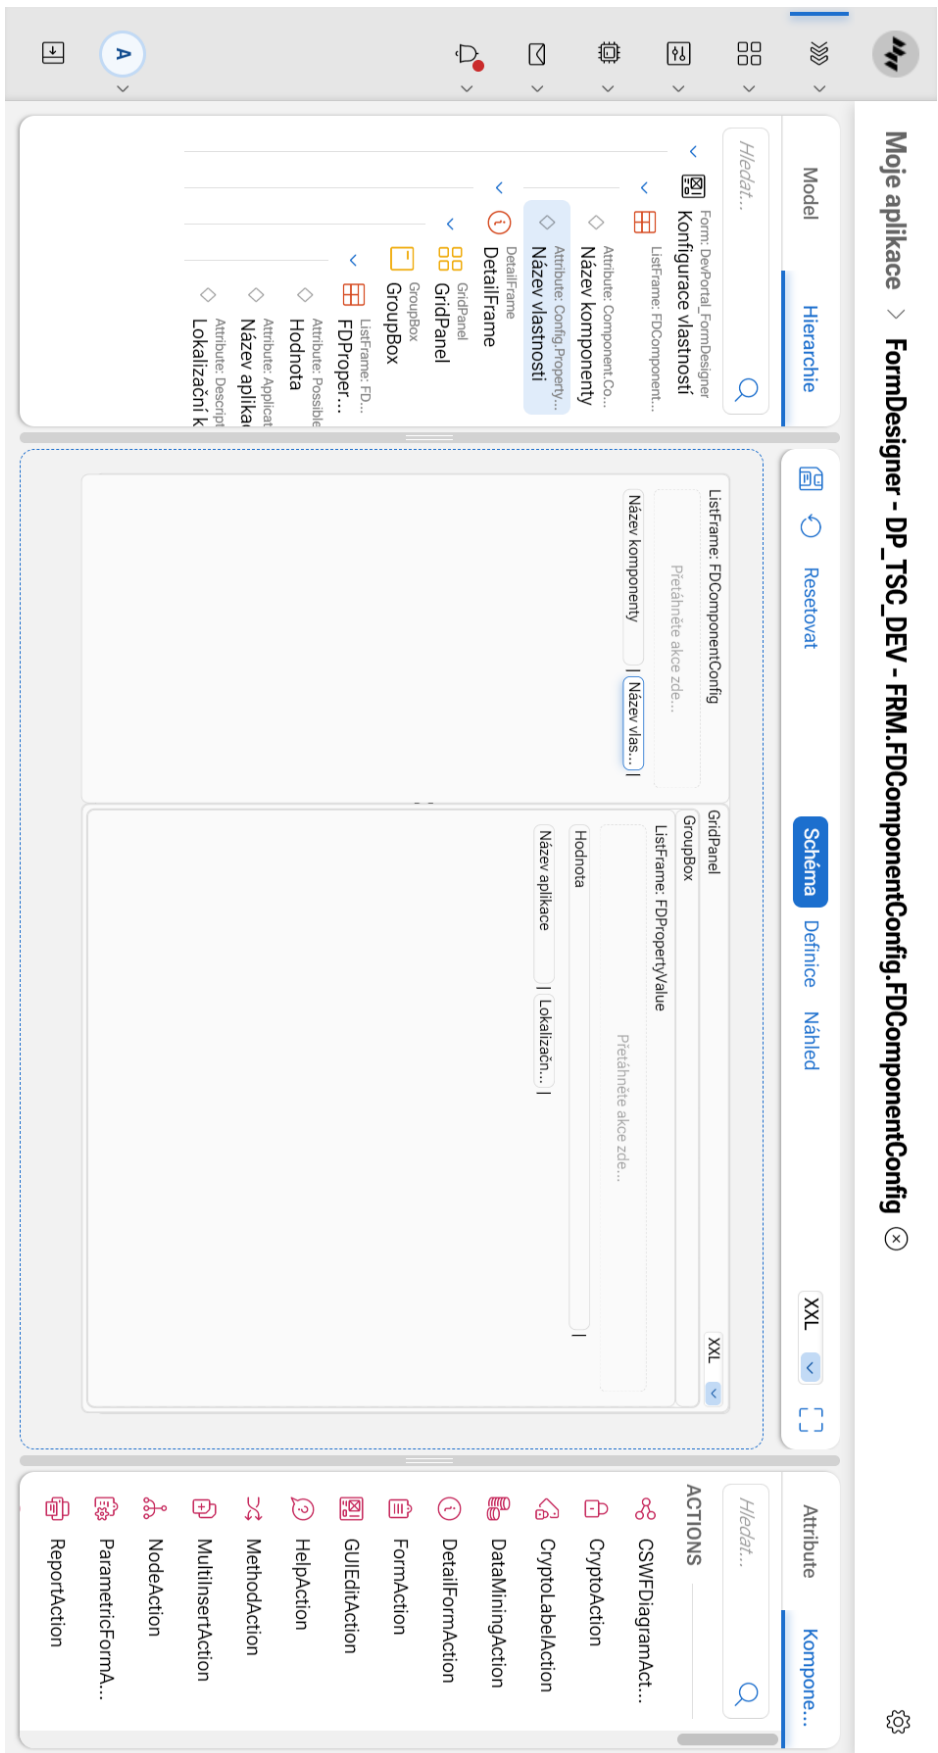 Moje aplikace
FormDesigner - DP_TSC_DEV - FRM.FDComponentConfig.FDComponentConfig
A
Model
Hierarchie
Hledat...
Form: DevPortal_FormDesigner
Konfigurace vlastností
ListFrame: FDComponent...
Attribute: Component.Co...
Název komponenty
Attribute: Config.Property...
Název vlastnosti
DetailFrame
DetailFrame
GridPanel
GridPanel
GroupBox
GroupBox
ListFrame: FD...
FDProper...
Attribute: Possible
Hodnota
Attribute: Applicat
Název aplika
Attribute: Descript
Lokalizační k
Resetovat
Schéma
Definice
Náhled
XXL
ListFrame: FDComponentConfig
Přetáhněte akce zde...
Název komponenty
Název vlas...
GridPanel
XXL
GroupBox
ListFrame: FDPropertyValue
Přetáhněte akce zde...
Hodnota
Název aplikace
Lokalizačn...
Attribute
Kompone...
Hledat...
ACTIONS
CSWFDiagramAct...
CryptoAction
CryptoLabelAction
DataMiningAction
DetailFormAction
FormAction
GUIEditAction
HelpAction
MethodAction
MultiInsertAction
NodeAction
ParametricFormA...
ReportAction